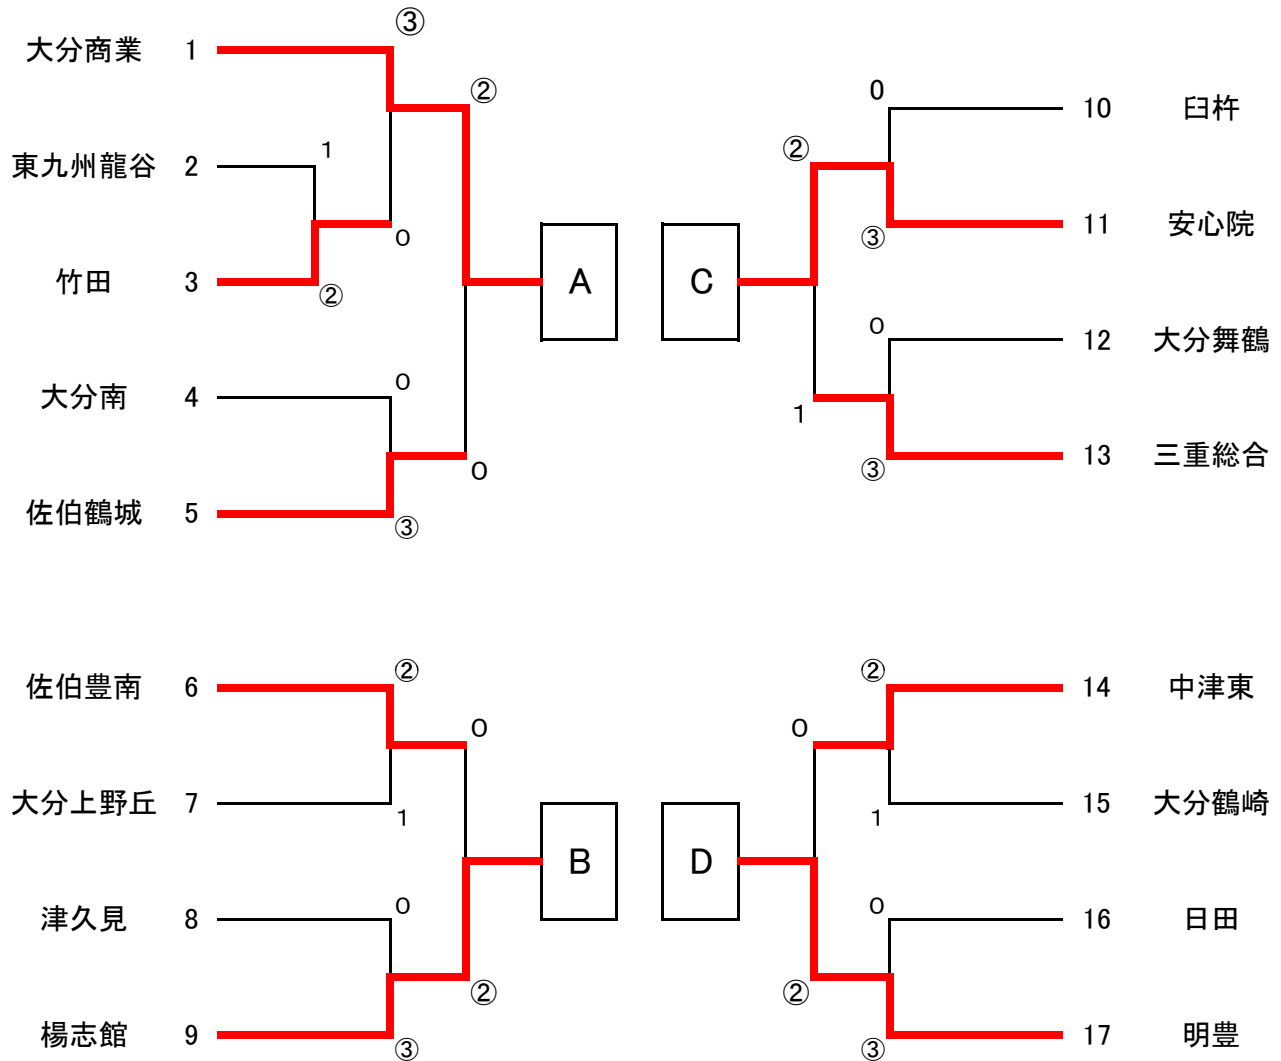 ③
大分商業 1
②
東九州龍谷 2
1
0
竹田 3
②
A
大分南 4
0
0
佐伯鶴城 5
③
0
10 臼杵
②
③
11 安心院
C
0
12 大分舞鶴
1
13 三重総合
③
佐伯豊南 6
②
0
大分上野丘 7
1
B
津久見 8
0
②
楊志館 9
③
②
14 中津東
0
15 大分鶴崎
1
D
0
16 日田
②
17 明豊
③